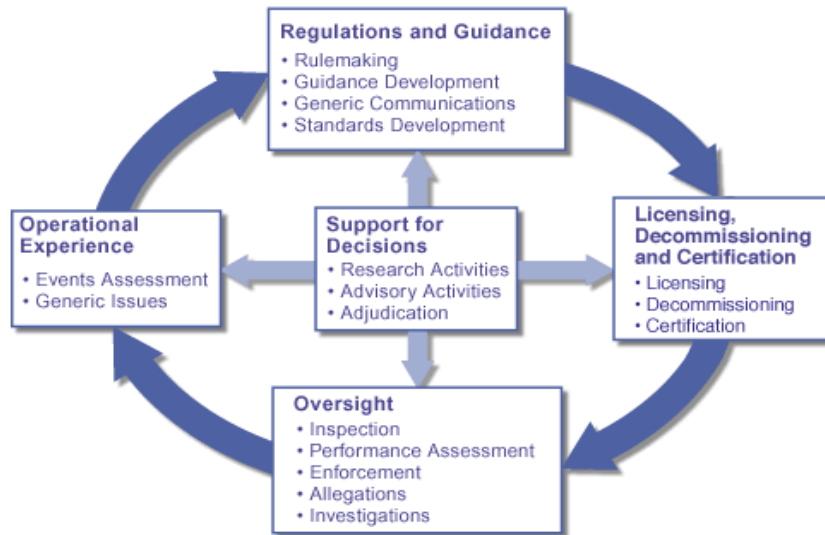 Regulations and Guidance
• Rulemaking
• Guidance Development
• Generic Communications
• Standards Development
Operational
Experience
• Events Assessment
• Generic Issues
Support for
Decisions
• Research Activities
• Advisory Activities
• Adjudication
Licensing,
Decommissioning
and Certification
• Licensing
• Decommissioning
• Certification
Oversight
• Inspection
• Performance Assessment
• Enforcement
• Allegations
• Investigations